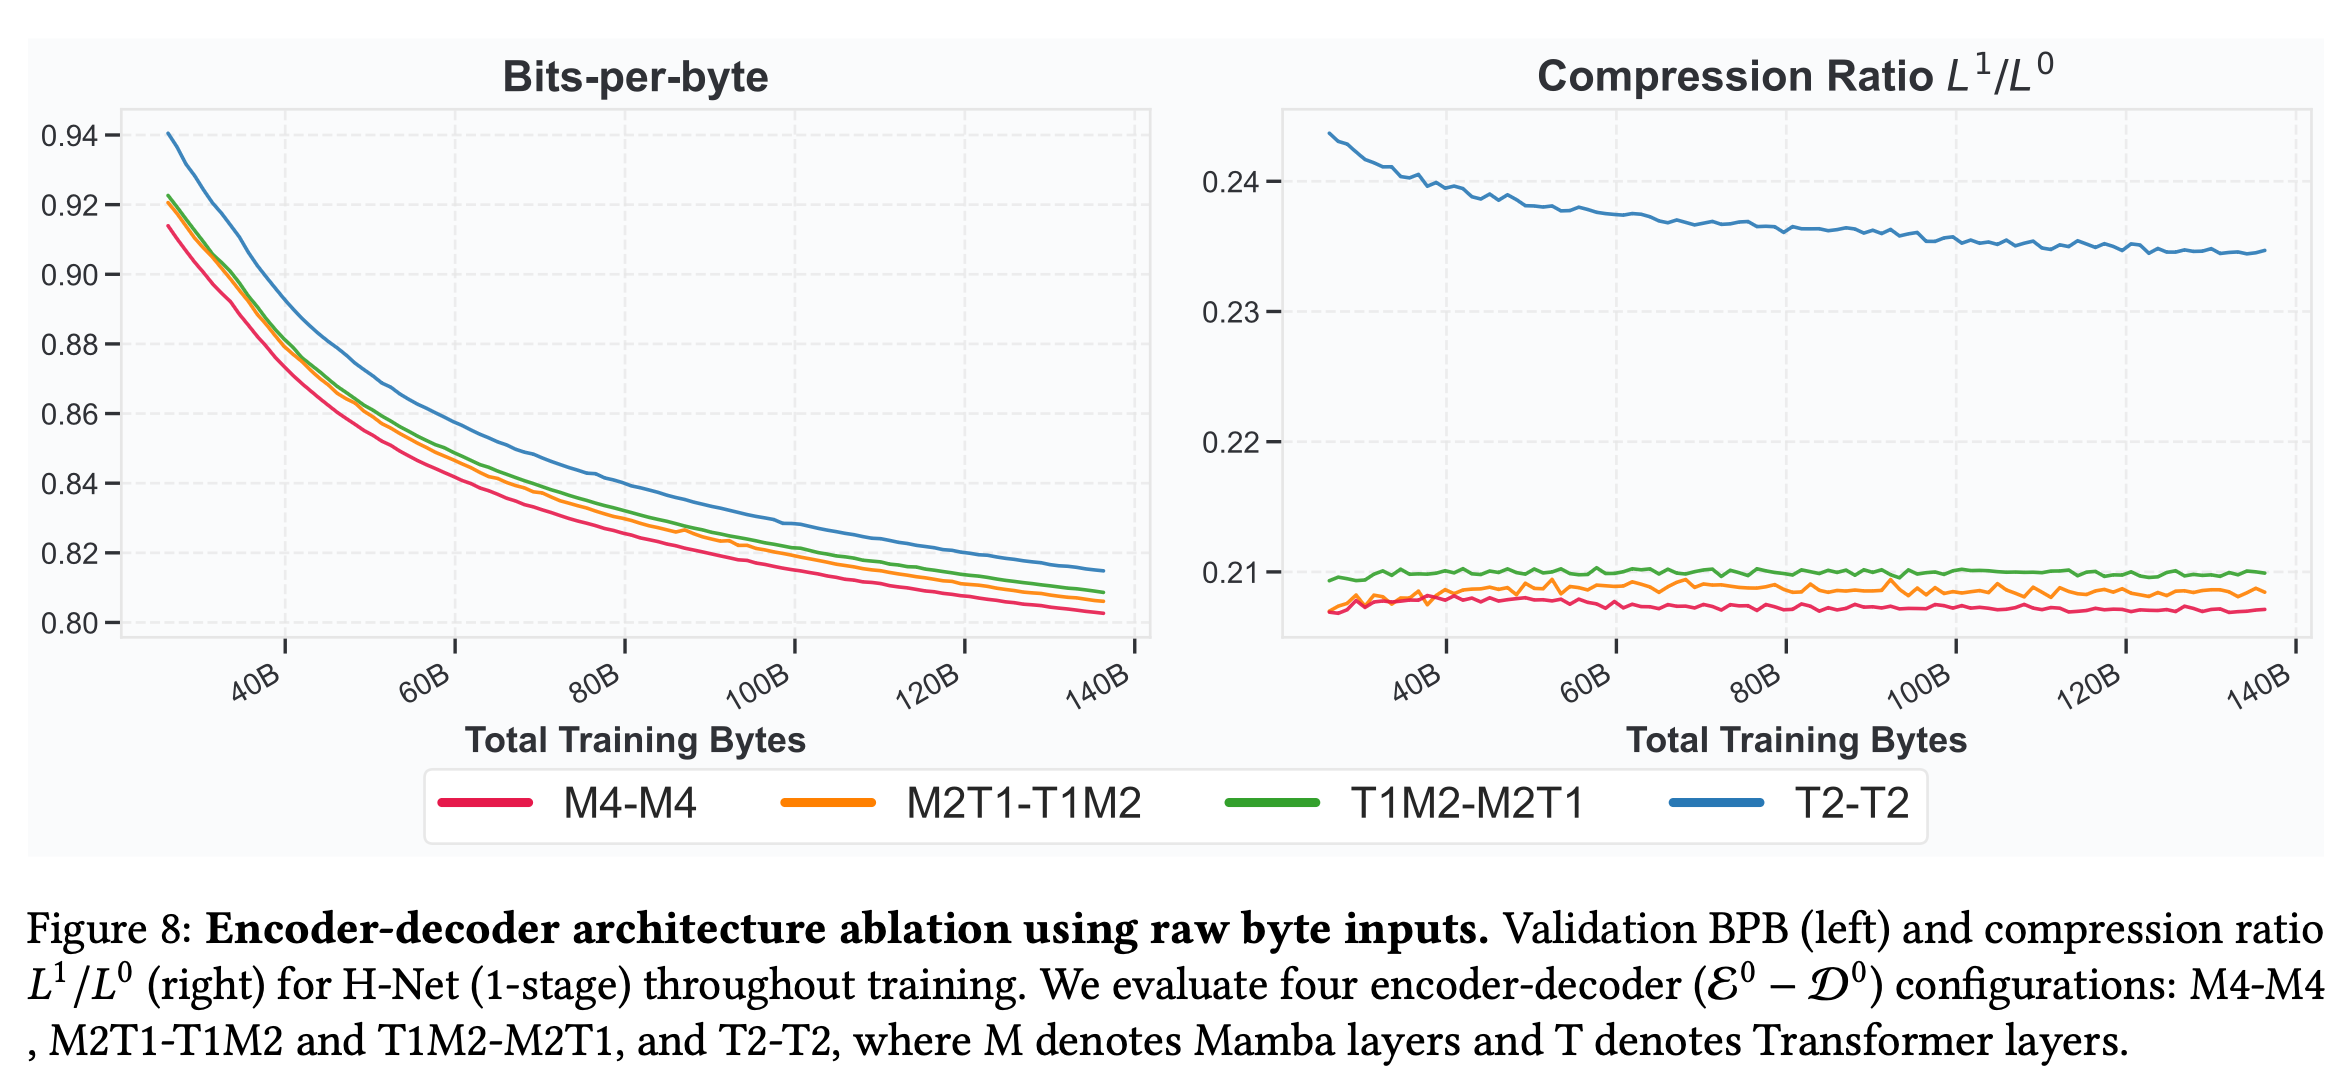 Bits-per-byte
0.94
0.92
0.90
0.88
0.86
0.84
0.82
0.80
40B
60B
80B
100B
120B
140B
Total Training Bytes
Compression Ratio L¹/L⁰
0.24
0.23
0.22
0.21
40B
60B
80B
100B
120B
140B
Total Training Bytes
M4-M4 M2T1-T1M2 T1M2-M2T1 T2-T2
Figure 8: Encoder-decoder architecture ablation using raw byte inputs. Validation BPB (left) and compression ratio
L¹/L⁰ (right) for H-Net (1-stage) throughout training. We evaluate four encoder-decoder (ℰ⁰ − 𝒟⁰) configurations: M4-M4
, M2T1-T1M2 and T1M2-M2T1, and T2-T2, where M denotes Mamba layers and T denotes Transformer layers.